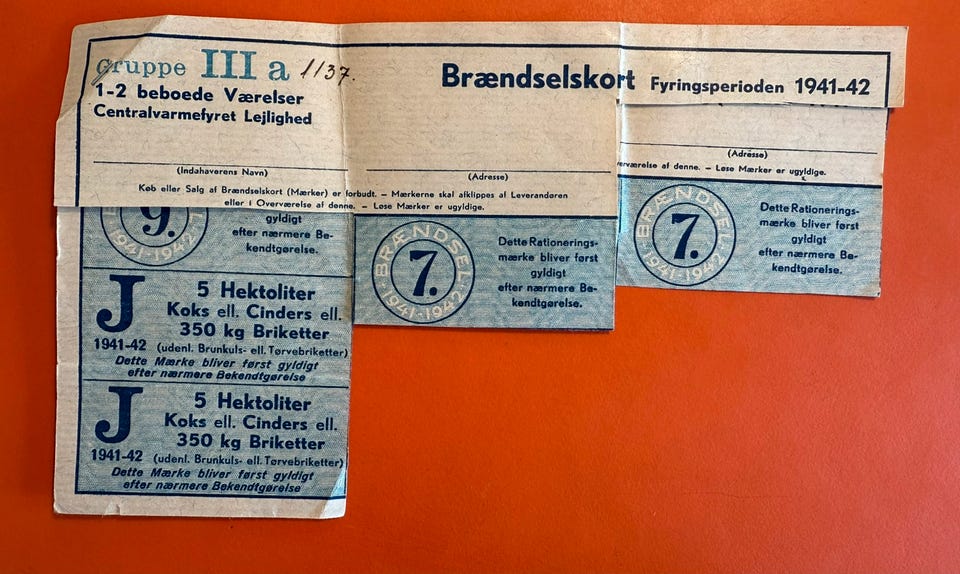 Gruppe III a 1137.
1-2 beboede Værelser
Centralvarmefyret Lejlighed
Brændselskort Fyringsperioden 1941-42
(Indahaverens Navn)
(Adresse)
(Adresse)
Køb eller Salg af Brændselskort (Mærker) er forbudt. – Mærkerne skal afklippes af Leverandøren
eller i Overværelse af denne. – Løse Mærker er ugyldige.
værelse af denne. – Løse Mærker er ugyldige.
9.
1941-1942
gyldigt
efter nærmere Be-
kendtgørelse.
BRÆNDSEL
7.
1941-1942
Dette Rationerings-
mærke bliver først
gyldigt
efter nærmere Be-
kendtgørelse.
BRÆNDSEL
7.
1941-1942
Dette Rationerings-
mærke bliver først
gyldigt
efter nærmere Be-
kendtgørelse.
J
1941-42
5 Hektoliter
Koks ell. Cinders ell.
350 kg Briketter
(udenl. Brunkuls- ell. Tørvebriketter)
Dette Mærke bliver først gyldigt
efter nærmere Bekendtgørelse
J
1941-42
5 Hektoliter
Koks ell. Cinders ell.
350 kg Briketter
(udenl. Brunkuls- ell. Tørvebriketter)
Dette Mærke bliver først gyldigt
efter nærmere Bekendtgørelse